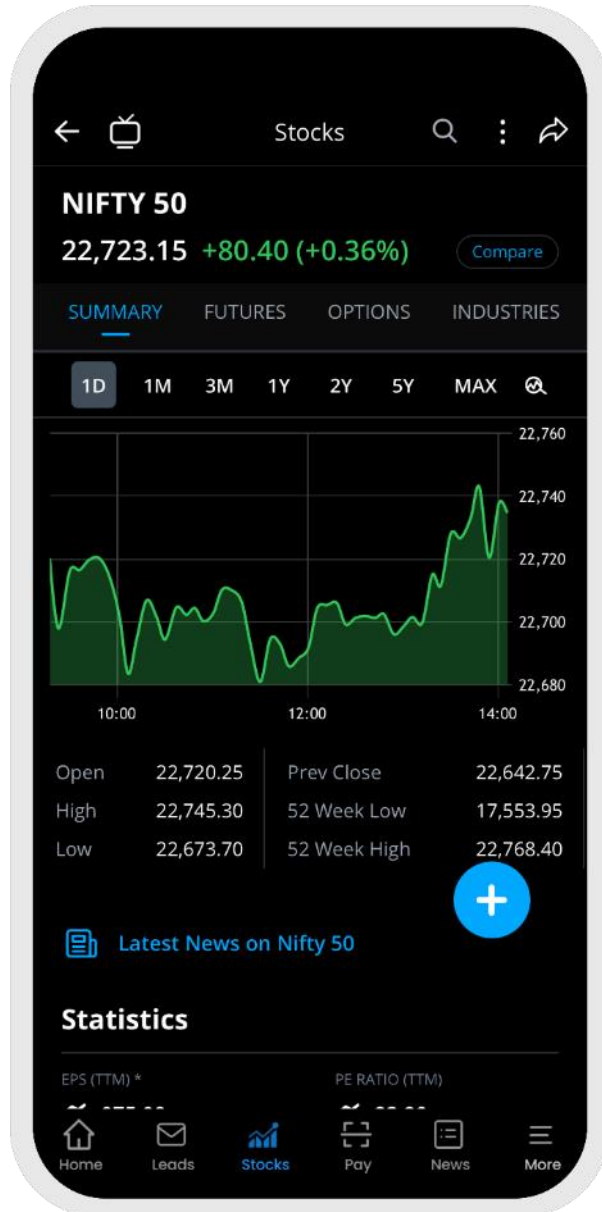 Stocks
NIFTY 50
22,723.15 +80.40 (+0.36%) Compare
SUMMARY FUTURES OPTIONS INDUSTRIES
1D 1M 3M 1Y 2Y 5Y MAX
22,760
22,740
22,720
22,700
22,680
10:00 12:00 14:00
Open 22,720.25 Prev Close 22,642.75
High 22,745.30 52 Week Low 17,553.95
Low 22,673.70 52 Week High 22,768.40
+
Latest News on Nifty 50
Statistics
EPS (TTM) * PE RATIO (TTM)
Home Leads Stocks Pay News More